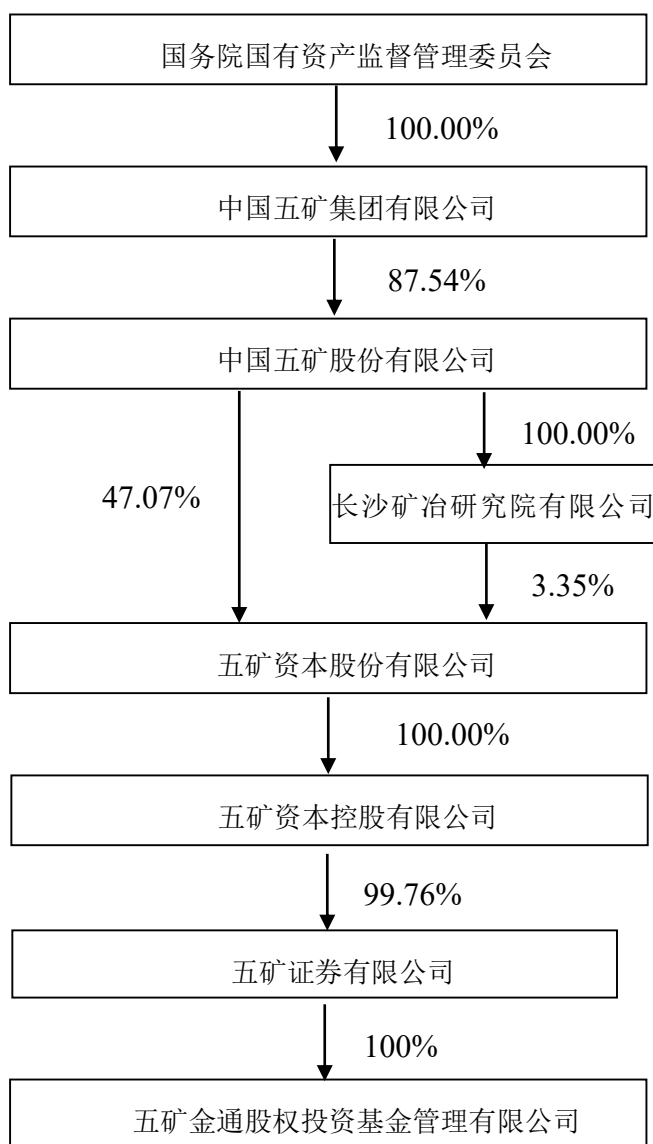 国务院国有资产监督管理委员会
100.00%
中国五矿集团有限公司
87.54%
中国五矿股份有限公司
100.00%
47.07%
长沙矿冶研究院有限公司
3.35%
五矿资本股份有限公司
100.00%
五矿资本控股有限公司
99.76%
五矿证券有限公司
100%
五矿金通股权投资基金管理有限公司